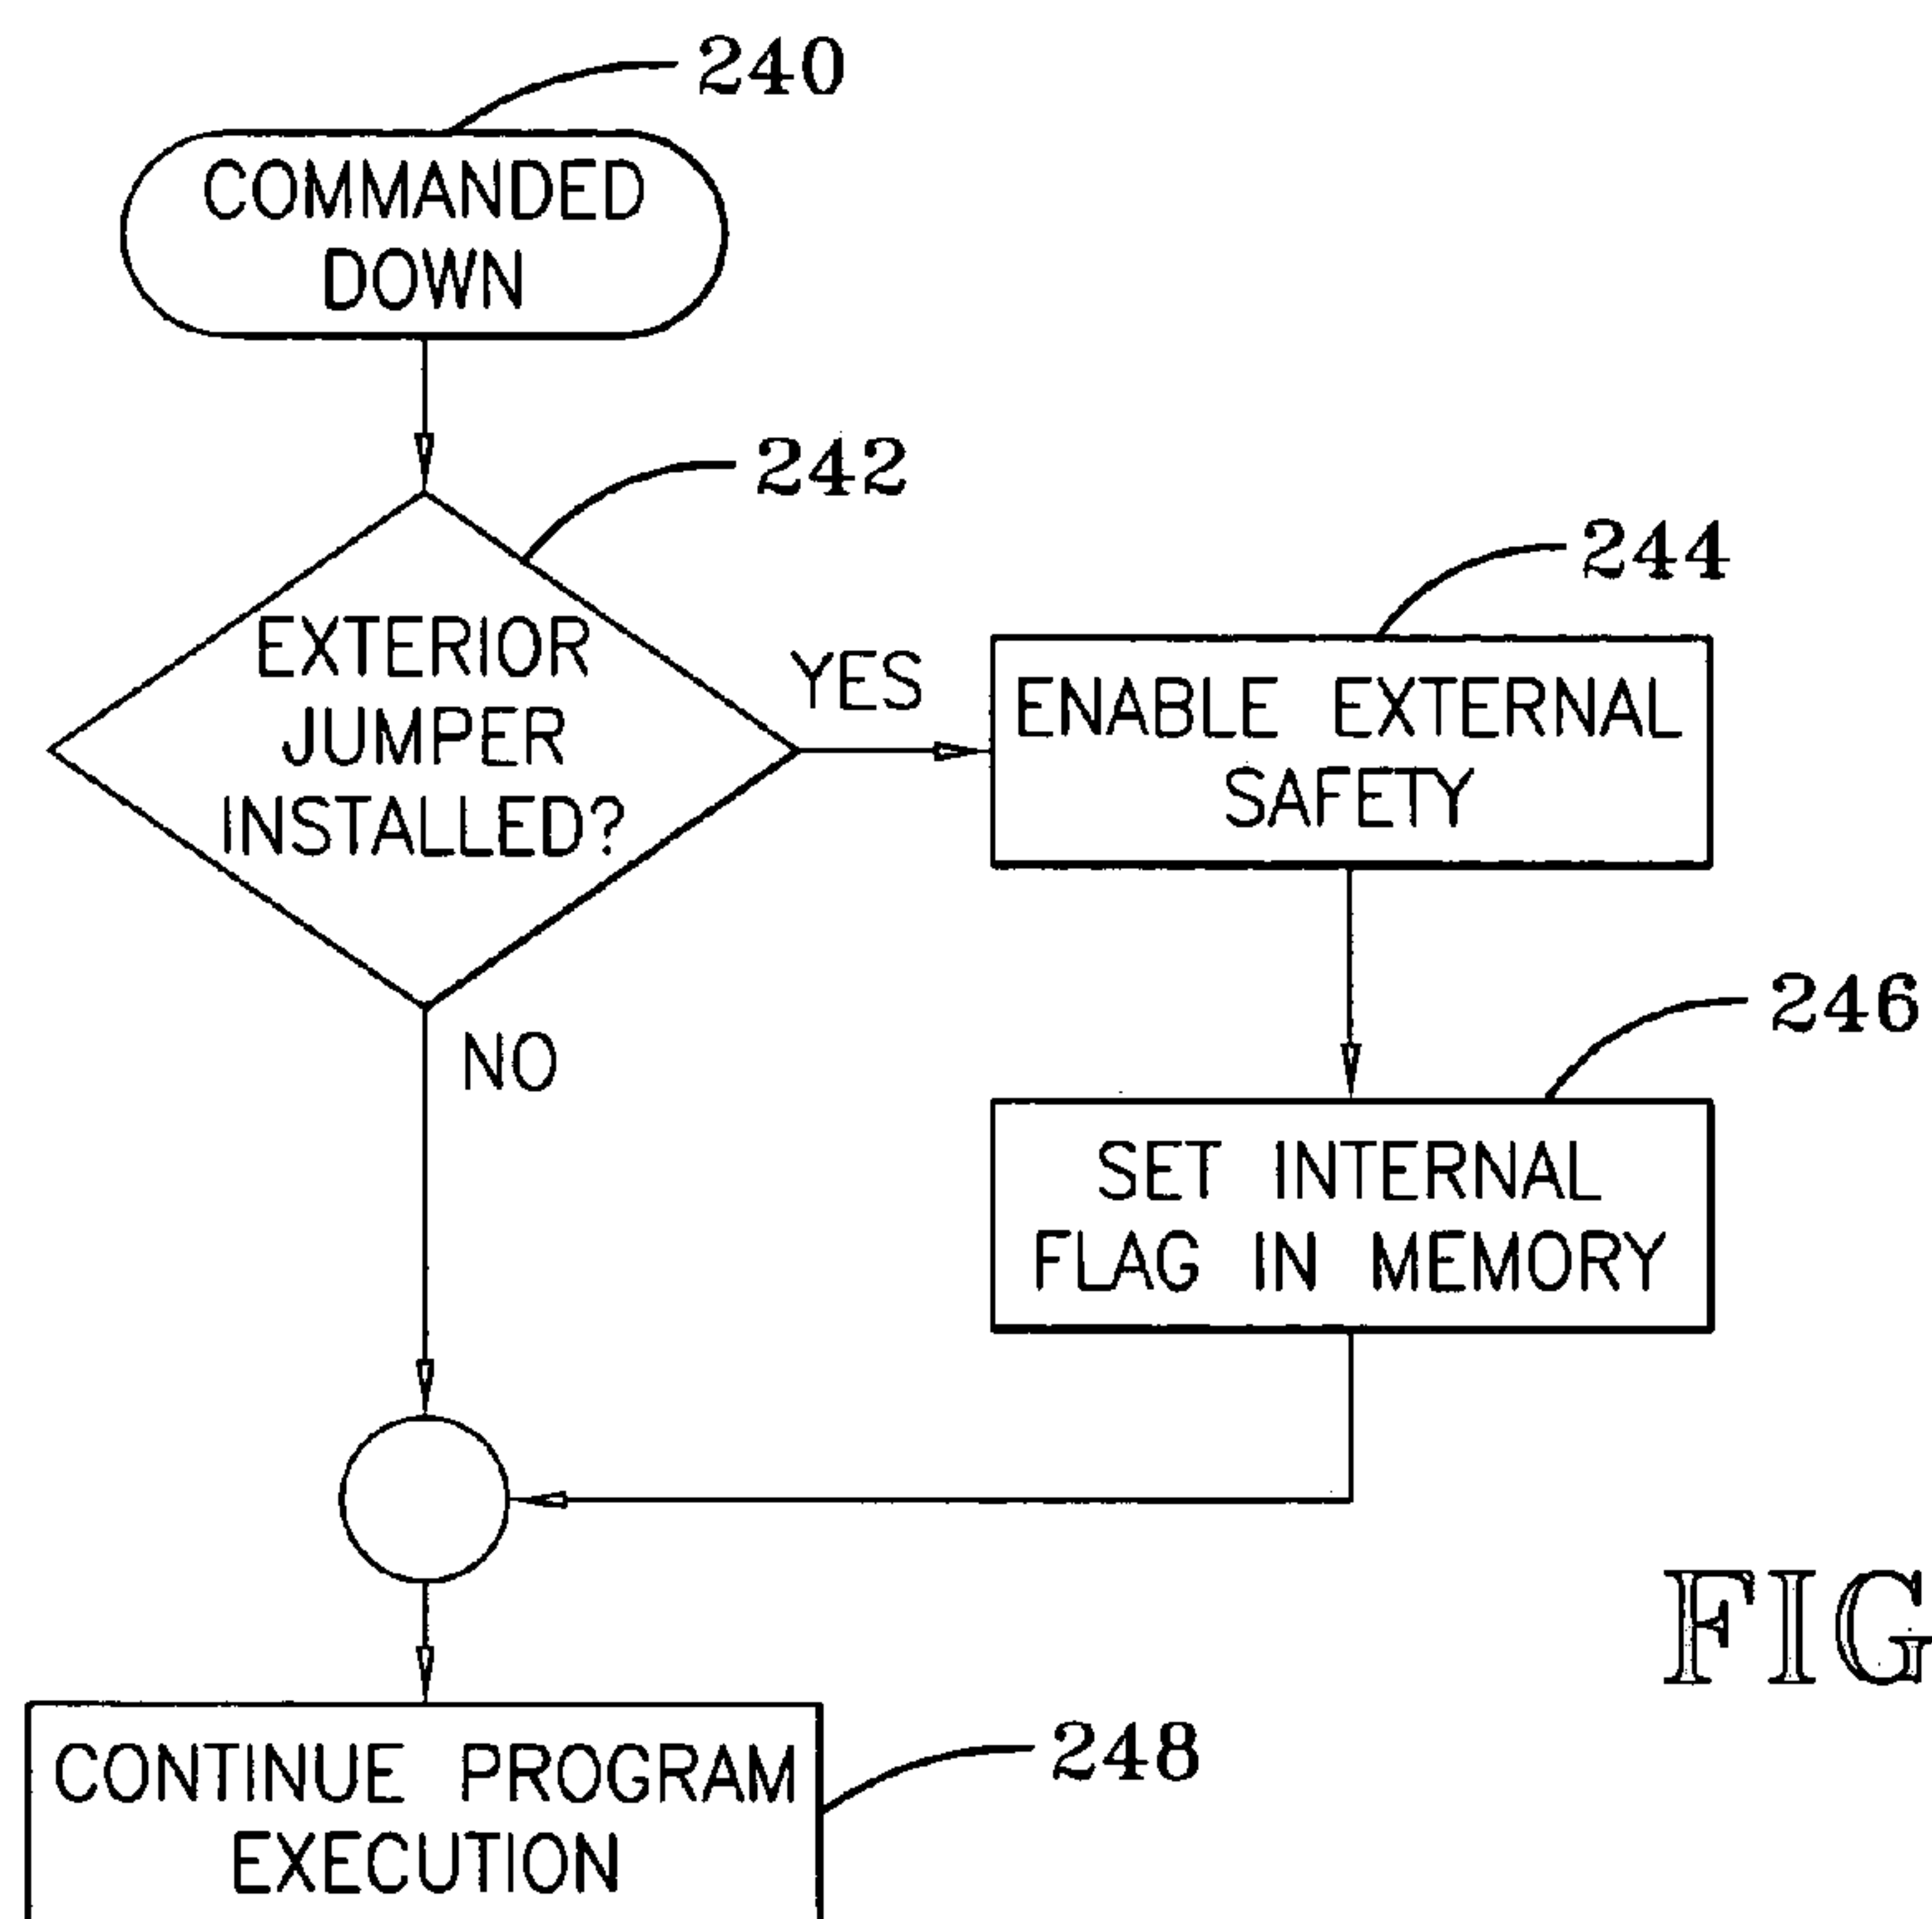 240
COMMANDED
DOWN
242
EXTERIOR
JUMPER
INSTALLED?
YES
244
ENABLE EXTERNAL
SAFETY
246
SET INTERNAL
FLAG IN MEMORY
NO
FIG
248
CONTINUE PROGRAM
EXECUTION